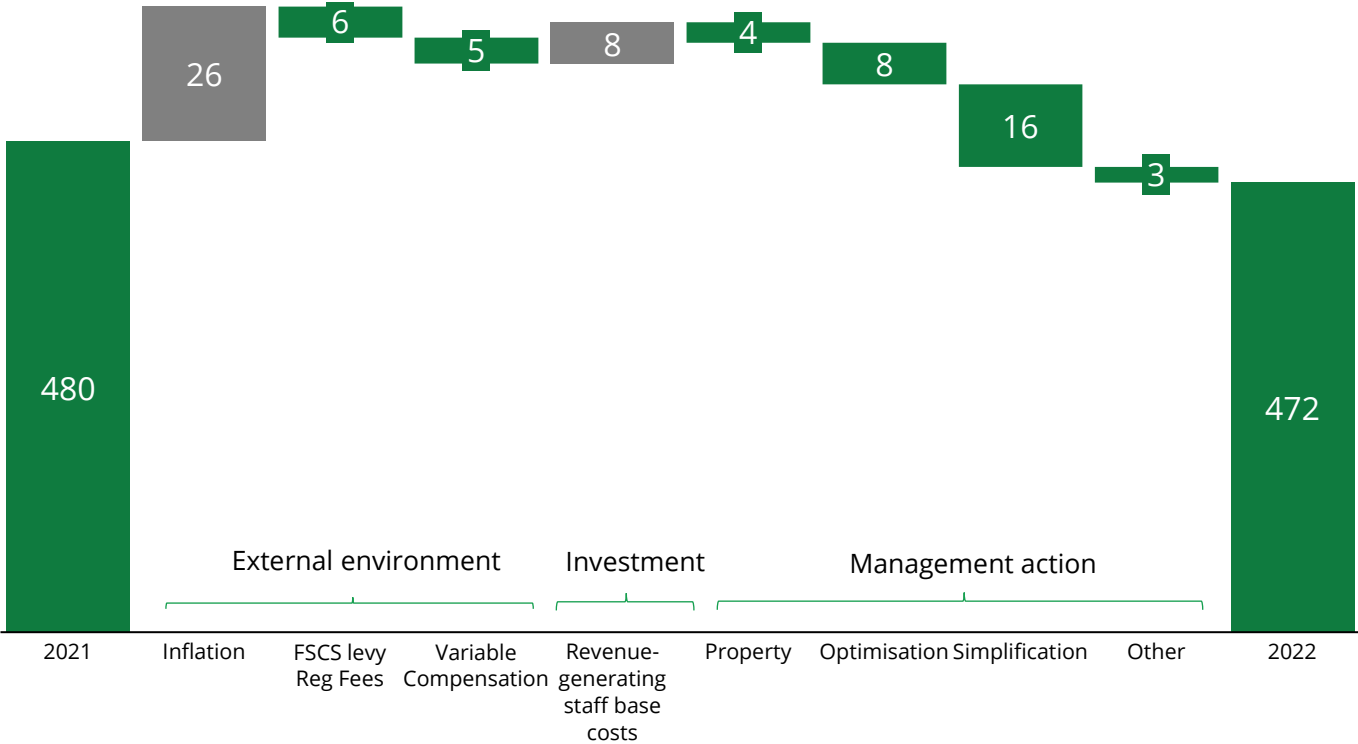 6
26
5
8
4
8
16
3
480
472
External environment
Investment
Management action
2021
Inflation
FSCS levy
Reg Fees
Variable
Compensation
Revenue-
generating
staff base
costs
Property
Optimisation
Simplification
Other
2022